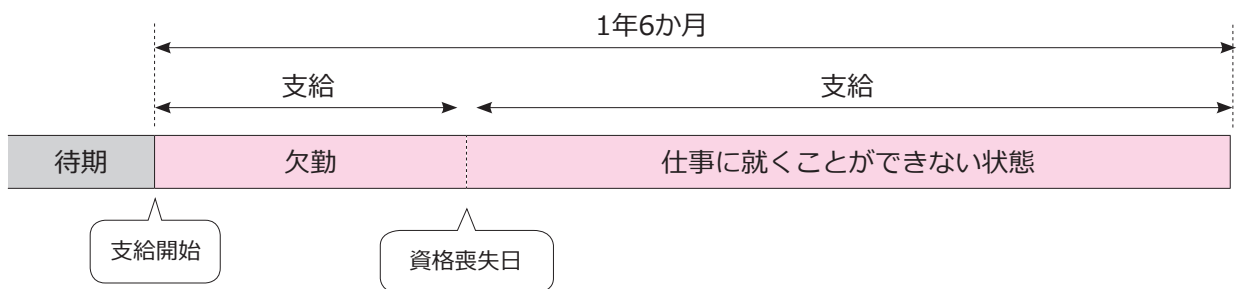 1年6か月
支給
支給
待期
欠勤
仕事に就くことができない状態
支給開始
資格喪失日